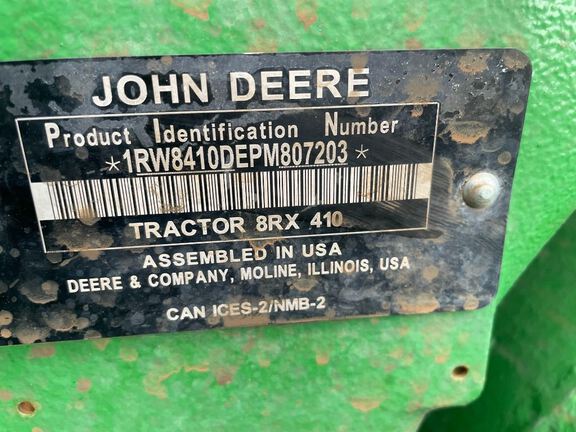 JOHN DEERE
Product Identification Number
*1RW8410DEPM807203*
TRACTOR 8RX 410
ASSEMBLED IN USA
DEERE & COMPANY, MOLINE, ILLINOIS, USA
CAN ICES-2/NMB-2